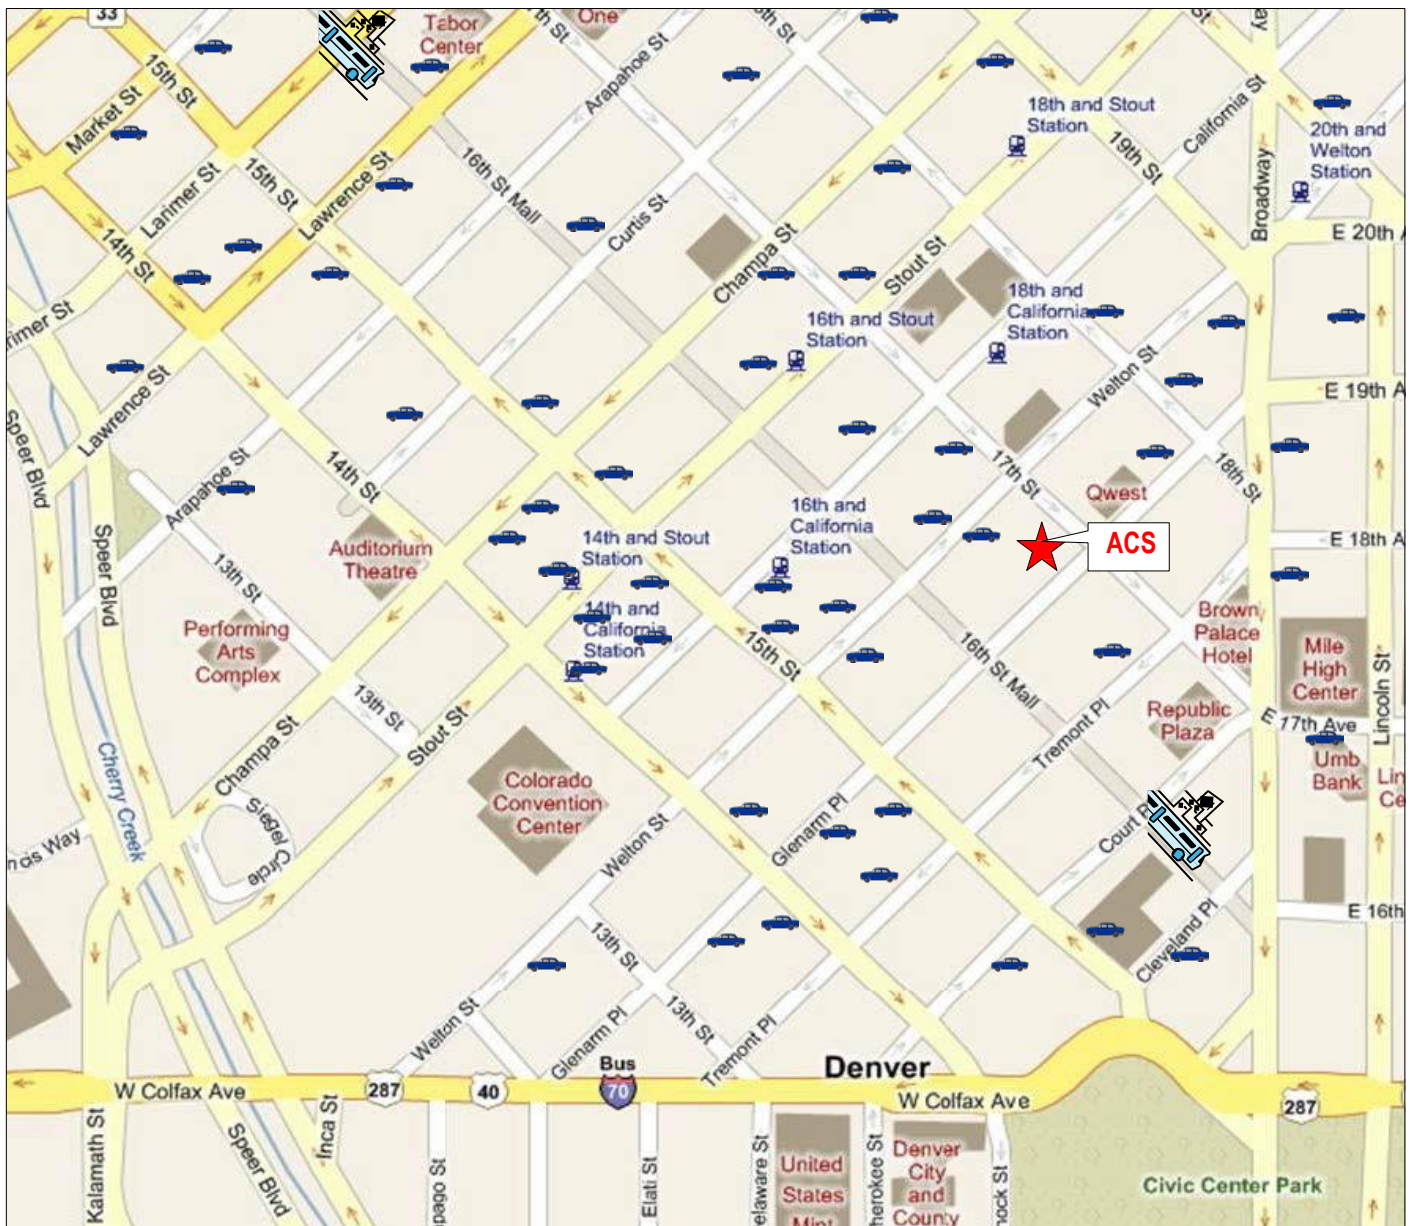 33
15th St
Market St
Tabor
Center
One
Arapahoe St
18th and Stout
Station
19th St
California St
20th and
Welton
Station
Broadway
E 20th A
16th St Mall
Larimer St
15th St
Lawrence St
14th St
Curtis St
Champa St
Stout St
16th and Stout
Station
18th and
California
Station
Welton St
E 19th A
Lawrence St
Speer Blvd
Arapahoe St
14th St
17th St
18th St
Qwest
16th and
California
Station
14th and Stout
Station
14th and
California
Station
Auditorium
Theatre
ACS
E 18th A
Speer Blvd
13th St
Performing
Arts
Complex
13th St
Stout St
Champa St
15th St
16th St Mall
Brown
Palace
Hotel
Mile
High
Center
Lincoln St
E 17th Ave
Republic
Plaza
Tremont Pl
Umb
Bank
Cherry Creek
Siegel Circle
Colorado
Convention
Center
Welton St
Glenarm Pl
Court P
Cleveland Pl
E 16th
13th St
13th St
Welton St
Glenarm Pl
Tremont Pl
Denver
Bus
70
W Colfax Ave
287
40
W Colfax Ave
287
Kalamath St
Speer Blvd
Inca St
Elati St
United
States
Mint
Denver
City
and
County
Civic Center Park